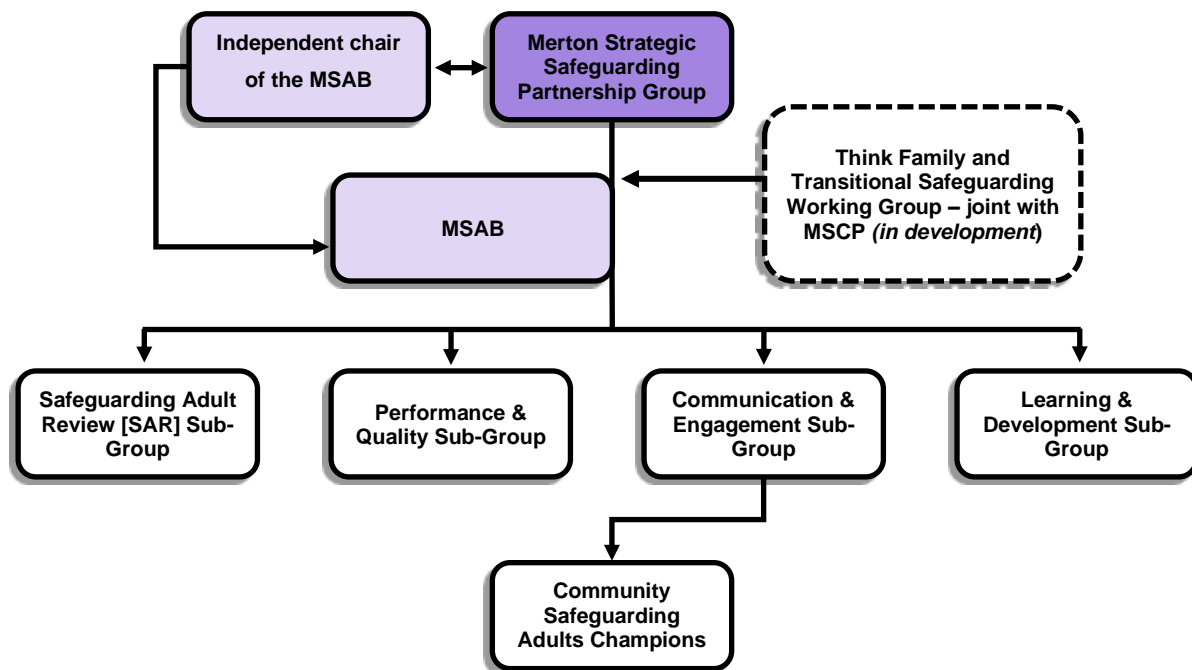 Independent chair
of the MSAB
Merton Strategic
Safeguarding
Partnership Group
Think Family and
Transitional Safeguarding
Working Group – joint with
MSCP (in development)
MSAB
Safeguarding Adult
Review [SAR] Sub-
Group
Performance &
Quality Sub-Group
Communication &
Engagement Sub-
Group
Learning &
Development Sub-
Group
Community
Safeguarding
Adults Champions